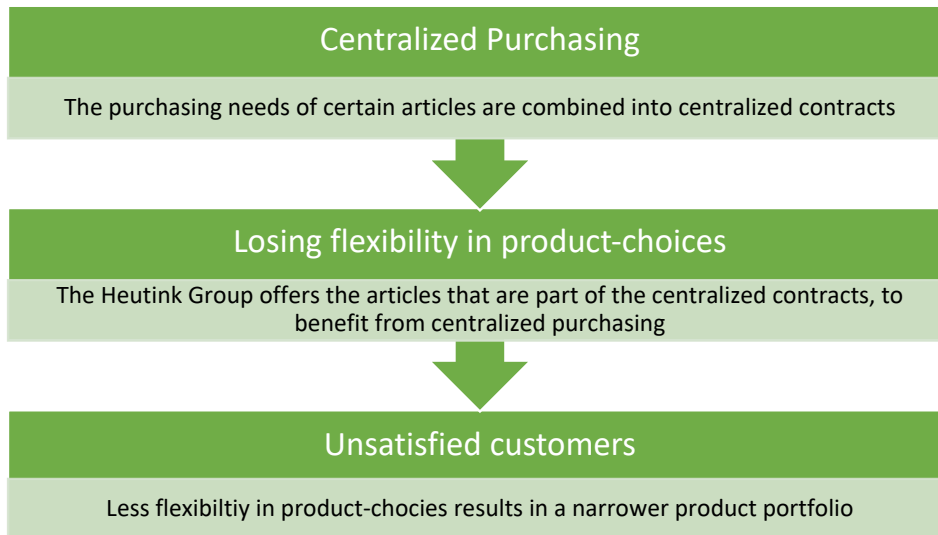 Centralized Purchasing
The purchasing needs of certain articles are combined into centralized contracts
Losing flexibility in product-choices
The Heutink Group offers the articles that are part of the centralized contracts, to
benefit from centralized purchasing
Unsatisfied customers
Less flexibiltiy in product-chocies results in a narrower product portfolio